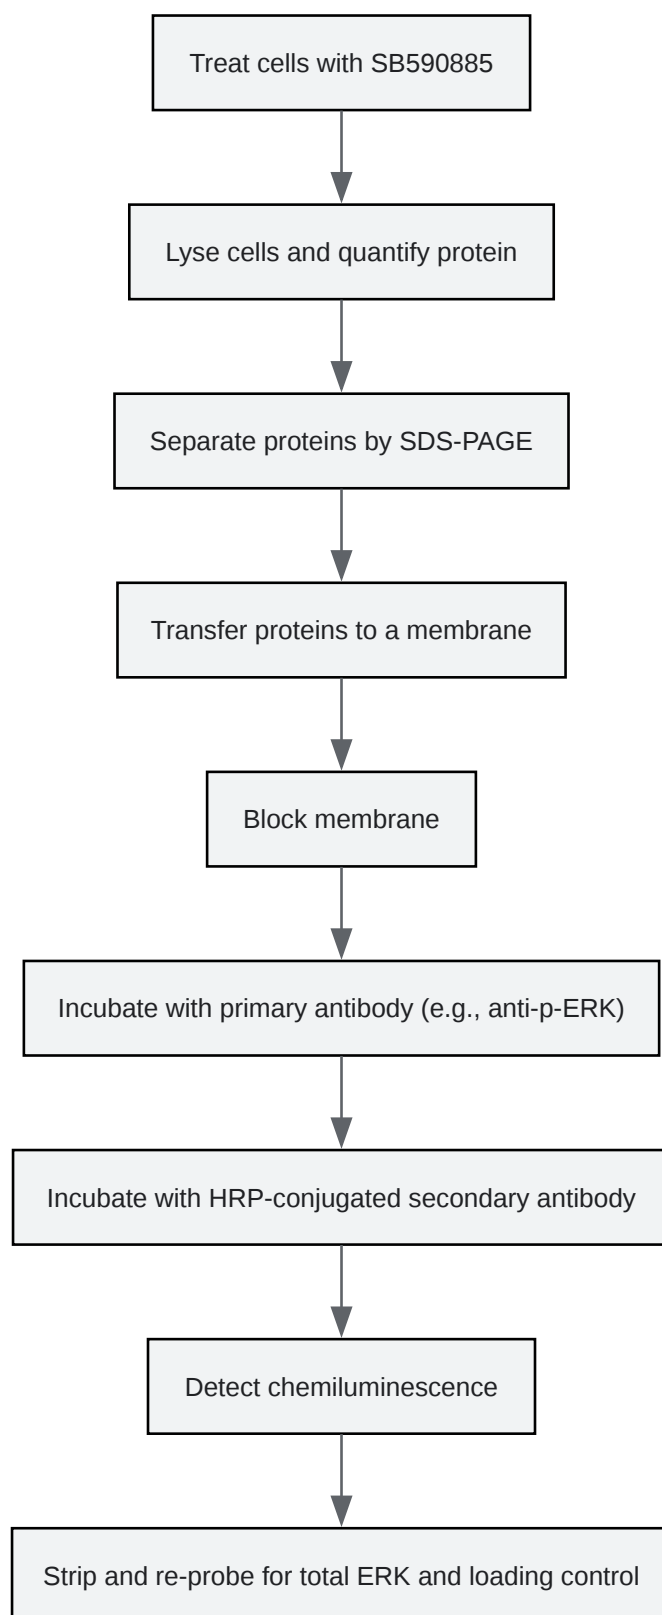 Treat cells with SB590885
Lyse cells and quantify protein
Separate proteins by SDS-PAGE
Transfer proteins to a membrane
Block membrane
Incubate with primary antibody (e.g., anti-p-ERK)
Incubate with HRP-conjugated secondary antibody
Detect chemiluminescence
Strip and re-probe for total ERK and loading control